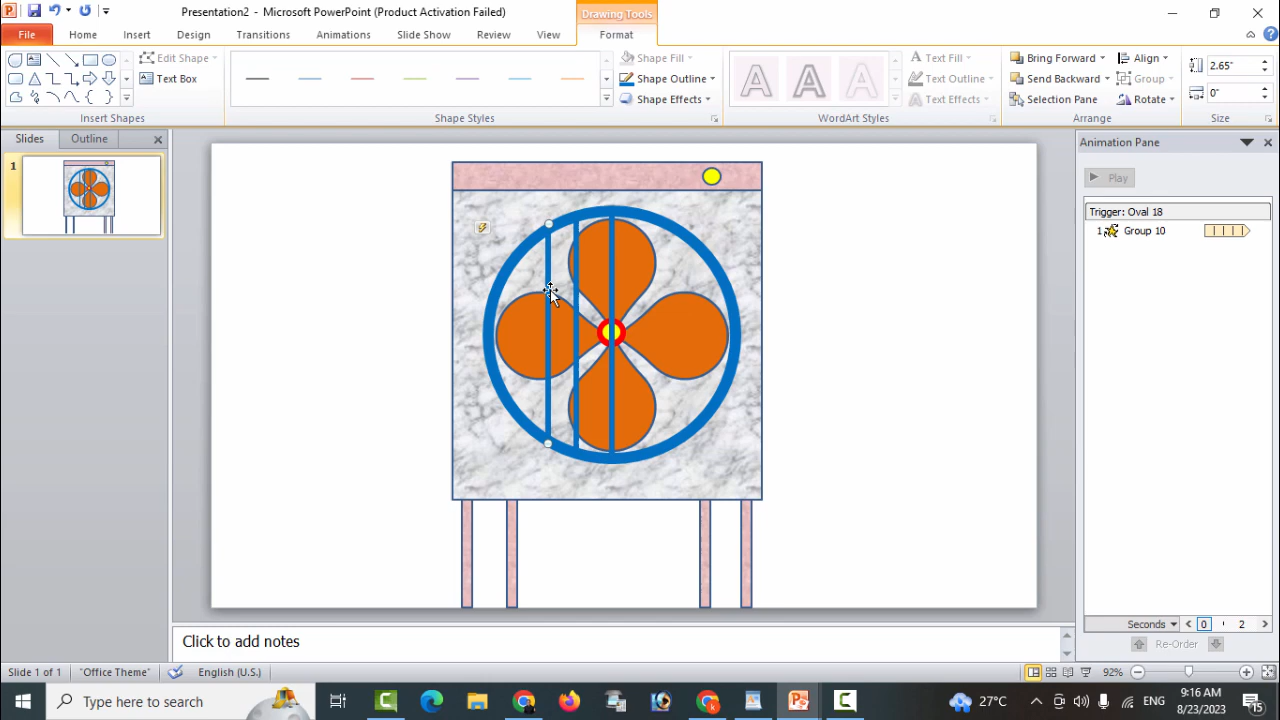 Presentation2 - Microsoft PowerPoint (Product Activation Failed)
Drawing Tools
File Home Insert Design Transitions Animations Slide Show Review View Format
Edit Shape
Text Box
Insert Shapes
Shape Fill
Shape Outline
Shape Effects
Shape Styles
A A A
Text Fill
Text Outline
Text Effects
WordArt Styles
Bring Forward
Send Backward
Selection Pane
Align
Group
Rotate
Arrange
2.65"
0"
Size
Slides Outline
1
Animation Pane
Play
Trigger: Oval 18
1 Group 10
Seconds 0 2
Re-Order
Click to add notes
Slide 1 of 1 "Office Theme" English (U.S.) 92%
Type here to search
27°C
ENG
9:16 AM
8/23/2023
15